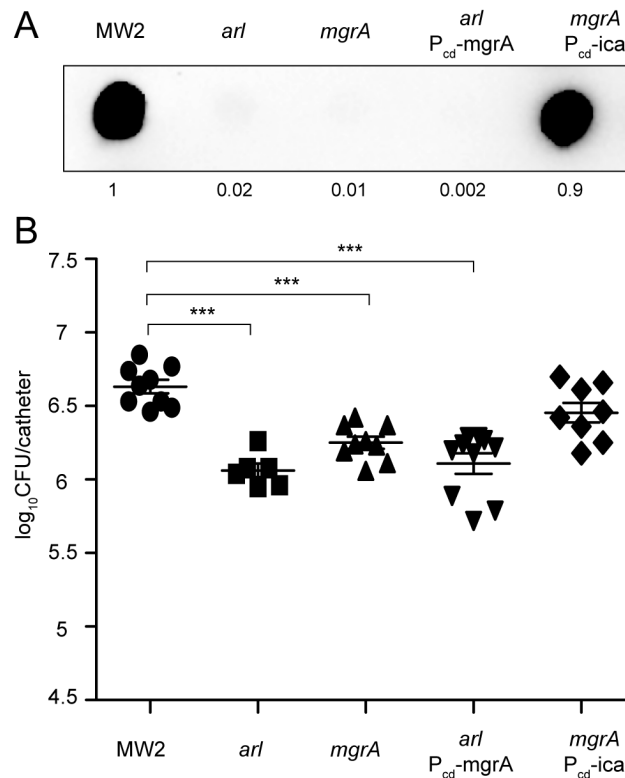 A
MW2 arl mgrA arl mgrA
Pcd-mgrA Pcd-ica
1 0.02 0.01 0.002 0.9
B
7.5
***
***
***
7
6.5
6
5.5
5
4.5
log10CFU/catheter
MW2 arl mgrA arl mgrA
Pcd-mgrA Pcd-ica